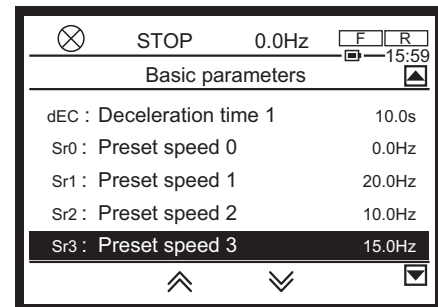 STOP 0.0Hz F R
15:59
Basic parameters
dEC : Deceleration time 1 10.0s
Sr0 : Preset speed 0 0.0Hz
Sr1 : Preset speed 1 20.0Hz
Sr2 : Preset speed 2 10.0Hz
Sr3 : Preset speed 3 15.0Hz